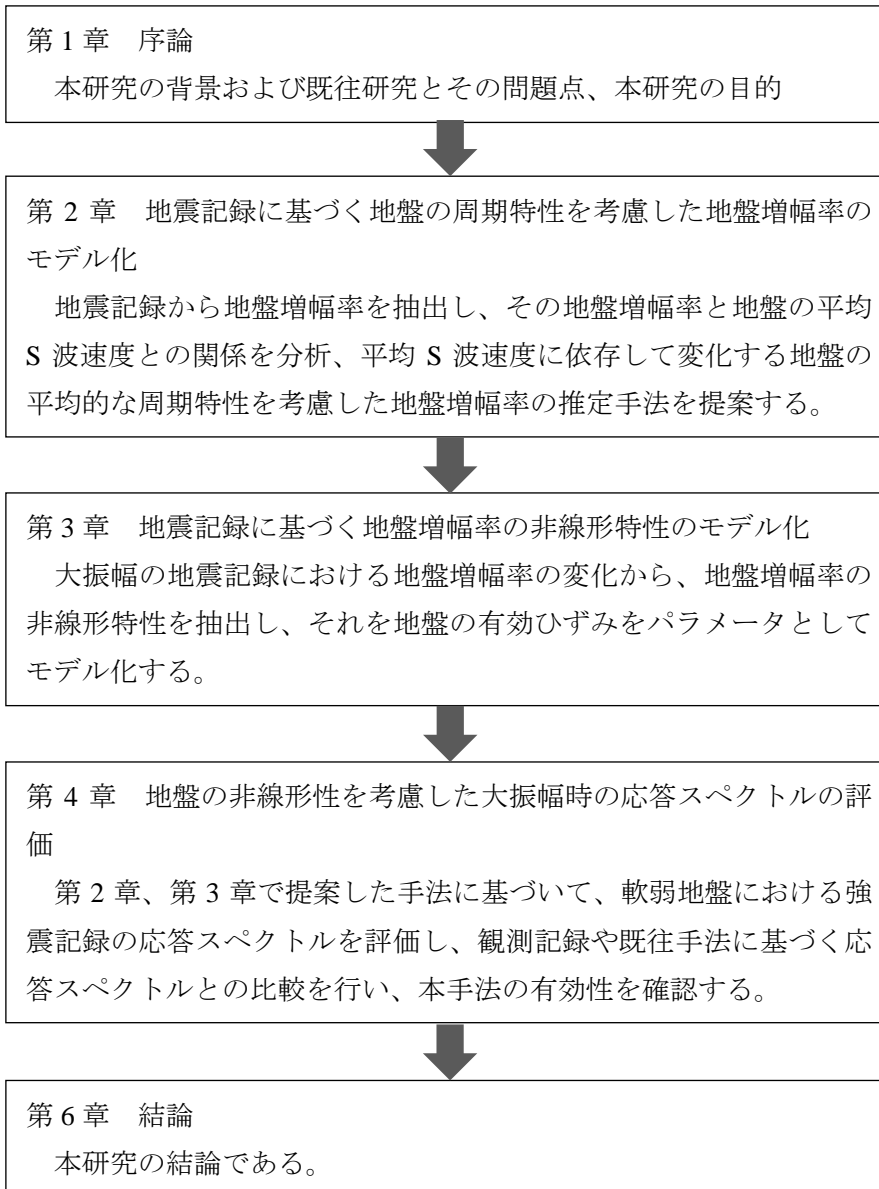 第1章　序論
　本研究の背景および既往研究とその問題点、本研究の目的
第 2 章　地震記録に基づく地盤の周期特性を考慮した地盤増幅率の
モデル化
　地震記録から地盤増幅率を抽出し、その地盤増幅率と地盤の平均
S 波速度との関係を分析、平均 S 波速度に依存して変化する地盤の
平均的な周期特性を考慮した地盤増幅率の推定手法を提案する。
第3章　地震記録に基づく地盤増幅率の非線形特性のモデル化
　大振幅の地震記録における地盤増幅率の変化から、地盤増幅率の
非線形特性を抽出し、それを地盤の有効ひずみをパラメータとして
モデル化する。
第 4 章　地盤の非線形性を考慮した大振幅時の応答スペクトルの評
価
　第2章、第3章で提案した手法に基づいて、軟弱地盤における強
震記録の応答スペクトルを評価し、観測記録や既往手法に基づく応
答スペクトルとの比較を行い、本手法の有効性を確認する。
第6章　結論
　本研究の結論である。